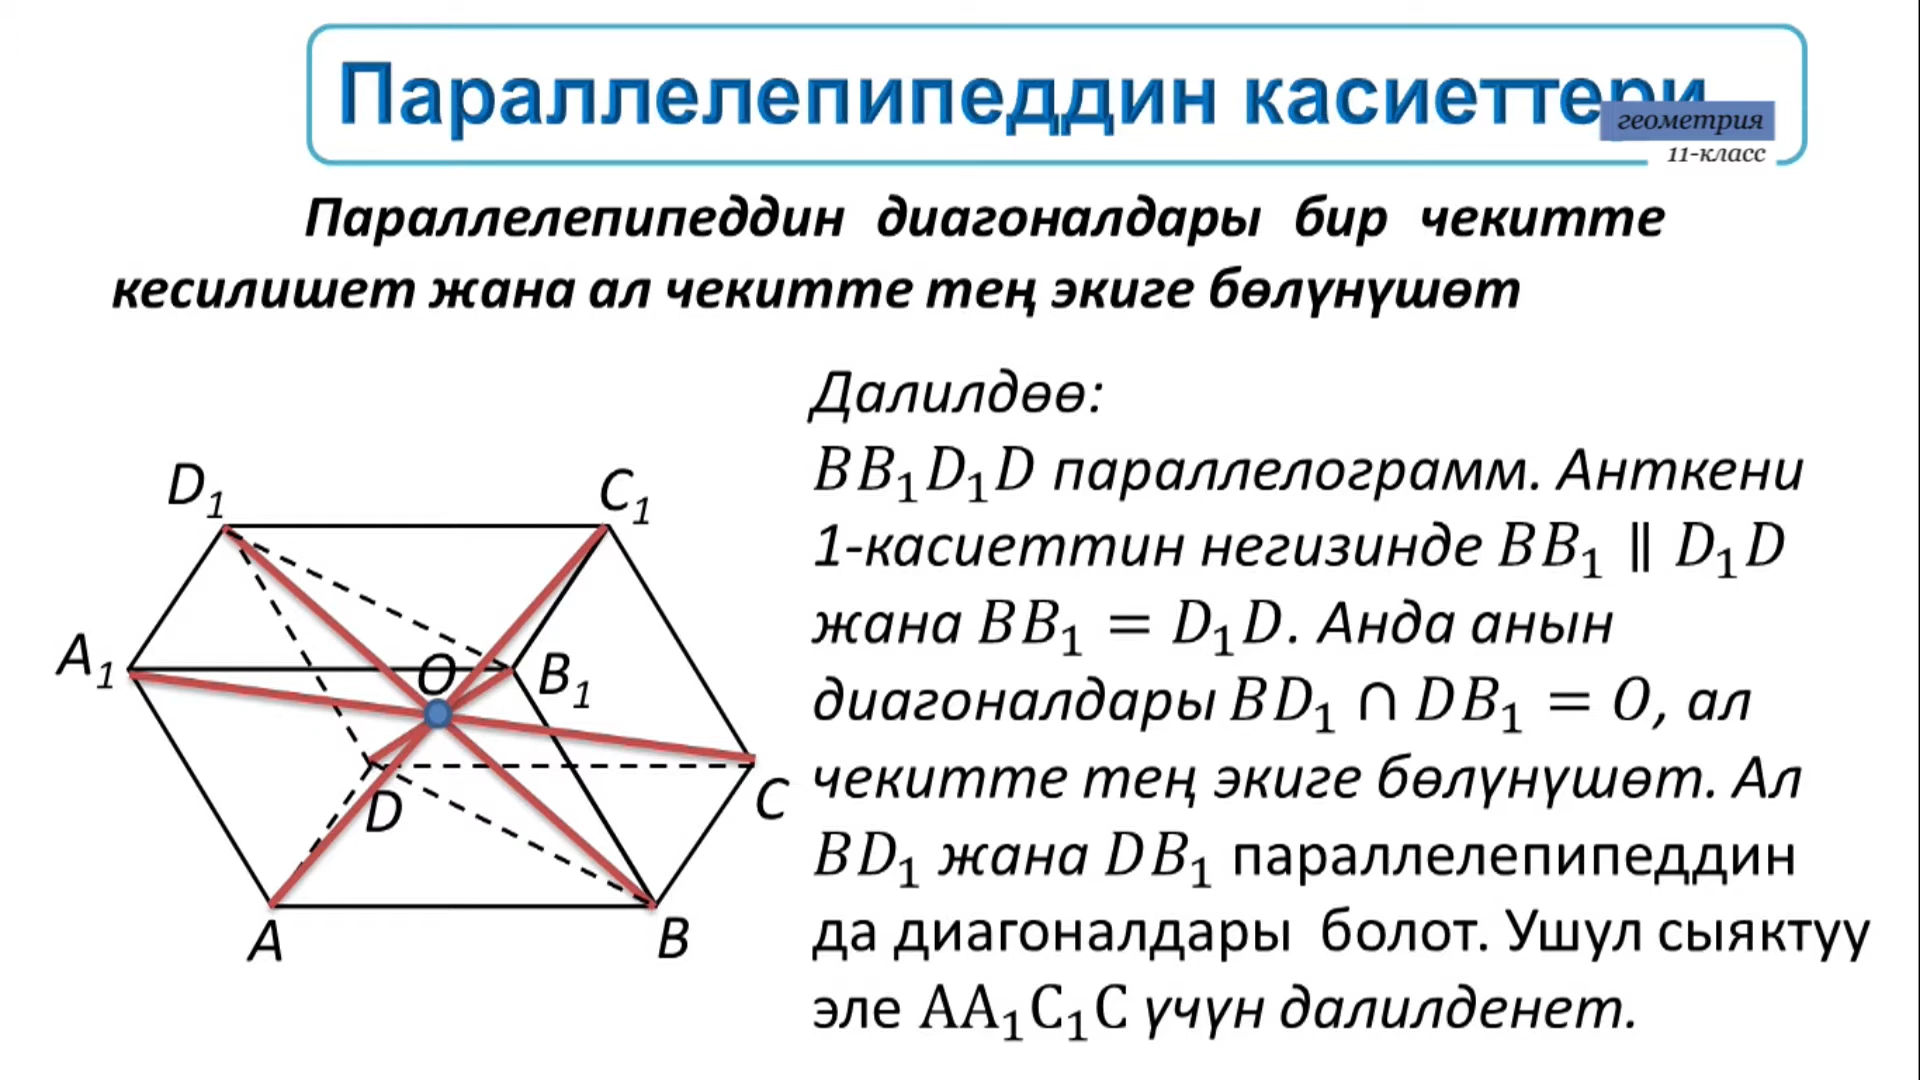 Параллелепипеддин касиеттери
геометрия
11-класс
Параллелепипеддин диагоналдары бир чекитте
кесилишет жана ал чекитте тең экиге бөлүнүшөт
Далилдөө:
BB₁D₁D параллелограмм. Анткени
1-касиеттин негизинде BB₁ ∥ D₁D
жана BB₁ = D₁D. Анда анын
диагоналдары BD₁ ∩ DB₁ = O, ал
чекитте тең экиге бөлүнүшөт. Ал
BD₁ жана DB₁ параллелепипеддин
да диагоналдары болот. Ушул сыяктуу
эле AA₁C₁C үчүн далилденет.
D₁
C₁
A₁
O
B₁
D
C
A
B